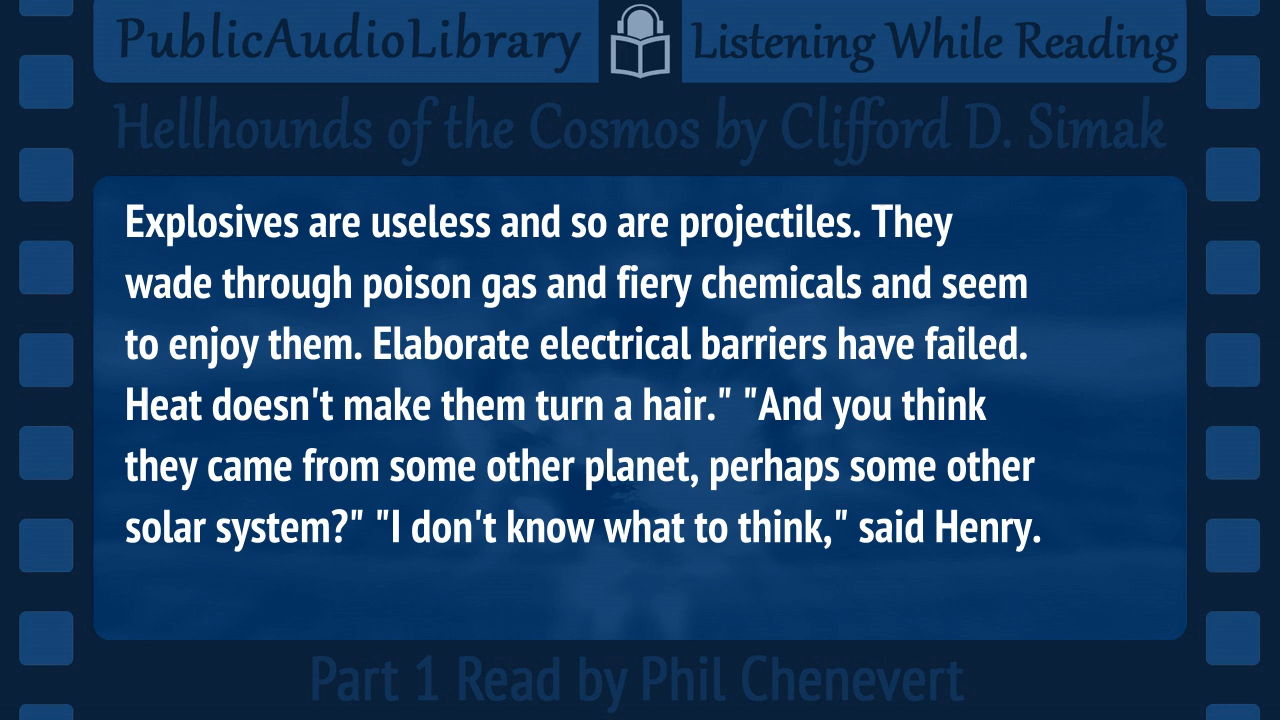 PublicAudioLibrary Listening While Reading
Hellhounds of the Cosmos by Clifford D. Simak
Explosives are useless and so are projectiles. They
wade through poison gas and fiery chemicals and seem
to enjoy them. Elaborate electrical barriers have failed.
Heat doesn't make them turn a hair." "And you think
they came from some other planet, perhaps some other
solar system?" "I don't know what to think," said Henry.
Part 1 Read by Phil Chenevert